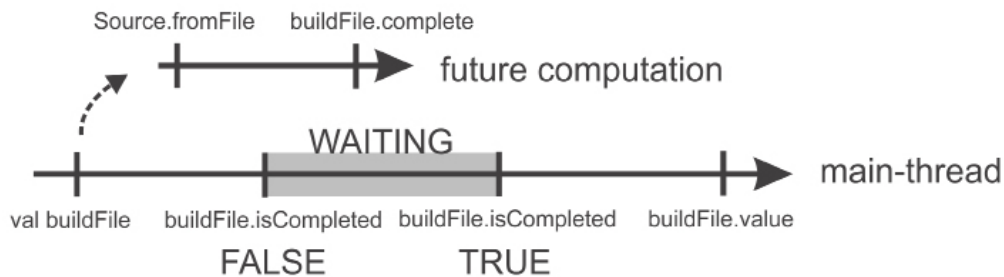 Source.fromFile buildFile.complete
future computation
WAITING
main-thread
val buildFile buildFile.isCompleted buildFile.isCompleted buildFile.value
FALSE TRUE